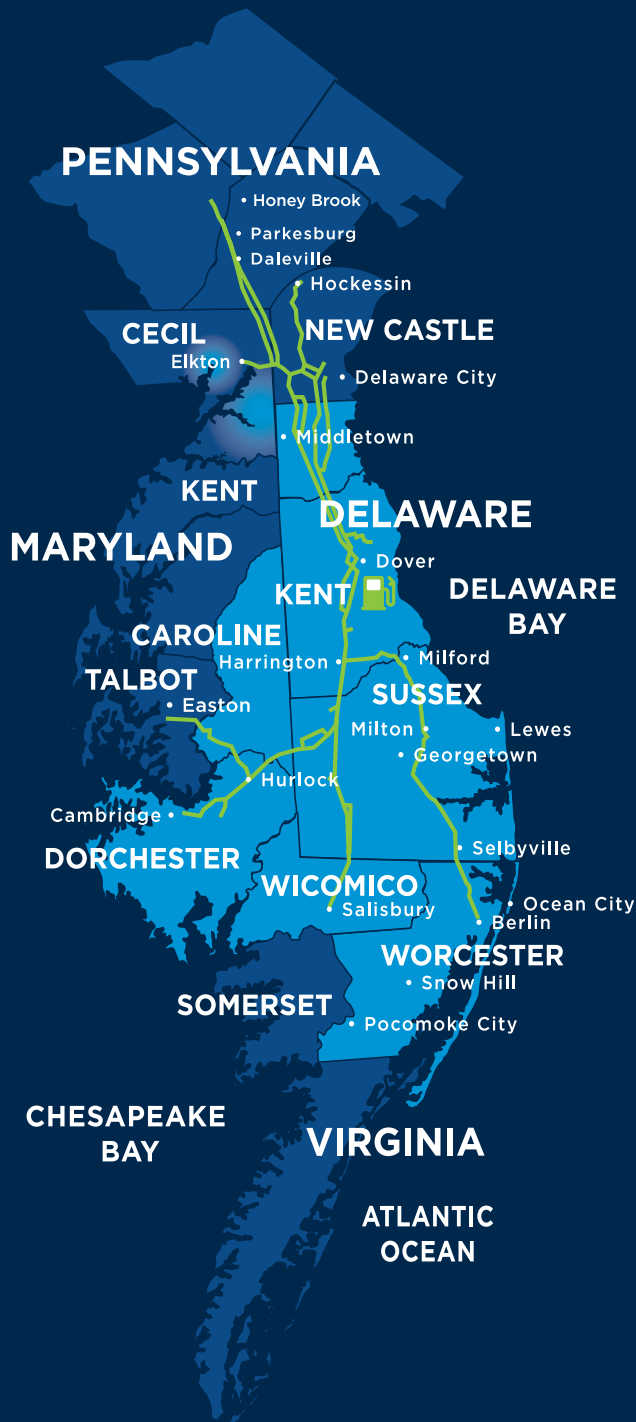 PENNSYLVANIA
Honey Brook
Parkesburg
Daleville
Hockessin
CECIL
NEW CASTLE
Elkton
Delaware City
Middletown
KENT
DELAWARE
MARYLAND
Dover
KENT
DELAWARE
BAY
CAROLINE
Harrington
Milford
TALBOT
SUSSEX
Easton
Milton
Lewes
Georgetown
Hurlock
Cambridge
Selbyville
DORCHESTER
WICOMICO
Salisbury
Ocean City
Berlin
WORCESTER
Snow Hill
SOMERSET
Pocomoke City
CHESAPEAKE
BAY
VIRGINIA
ATLANTIC
OCEAN